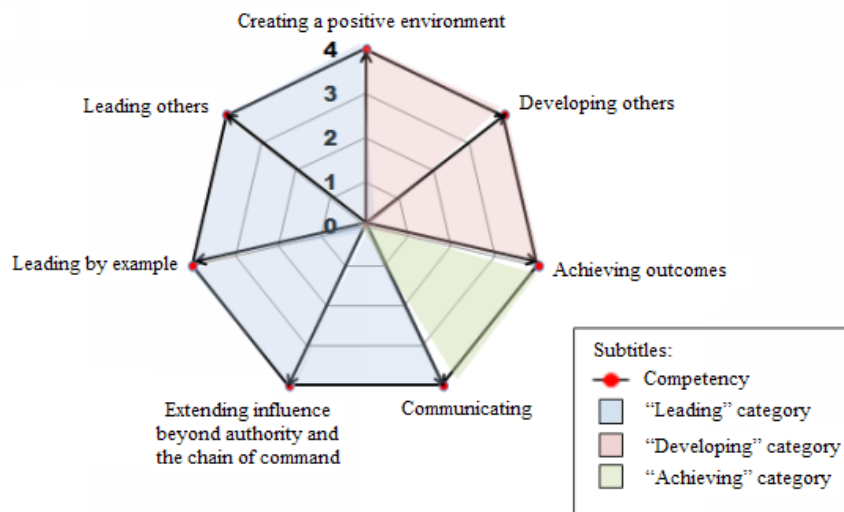 Creating a positive environment
4
Leading others
3
Developing others
2
1
0
Leading by example
Achieving outcomes
Extending influence
beyond authority and
the chain of command
Communicating
Subtitles:
Competency
“Leading” category
“Developing” category
“Achieving” category